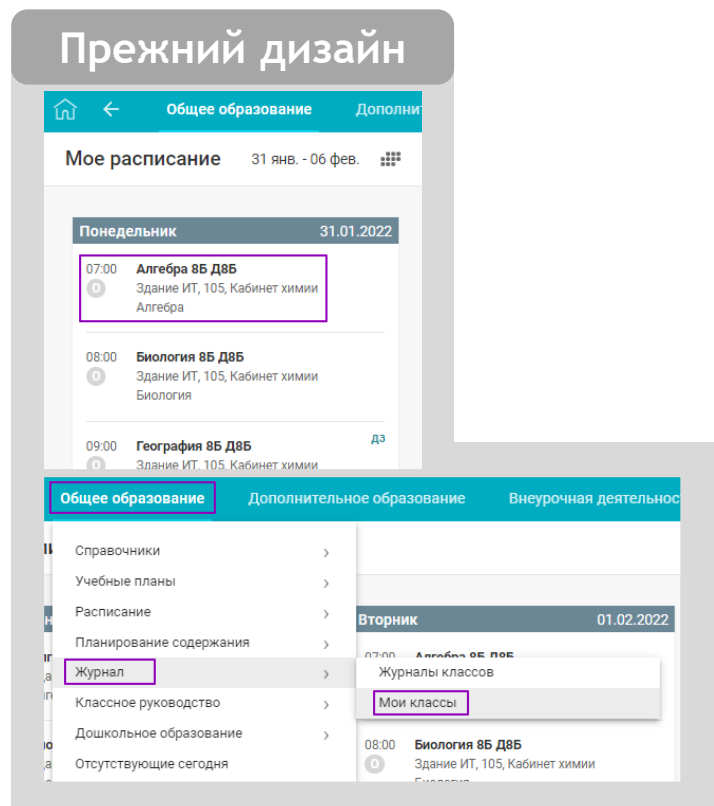 Прежний дизайн
Общее образование
Мое расписание 31 янв. - 06 фев.
Понедельник 31.01.2022
07:00 Алгебра 8Б Д8Б
О Здание ИТ, 105, Кабинет химии
Алгебра
08:00 Биология 8Б Д8Б
О Здание ИТ, 105, Кабинет химии
Биология
09:00 География 8Б Д8Б ДЗ
О Здание ИТ, 105, Кабинет химии
Общее образование Дополнительное образование Внеурочная
Справочники
Учебные планы
Расписание
Вторник 01.02.2022
Планирование содержания
07:00 Алгебра 8Б Д8Б
Журнал
Журналы классов
Классное руководство
Мои классы
Дошкольное образование
08:00 Биология 8Б Д8Б
Отсутствующие сегодня
О Здание ИТ, 105, Кабинет химии